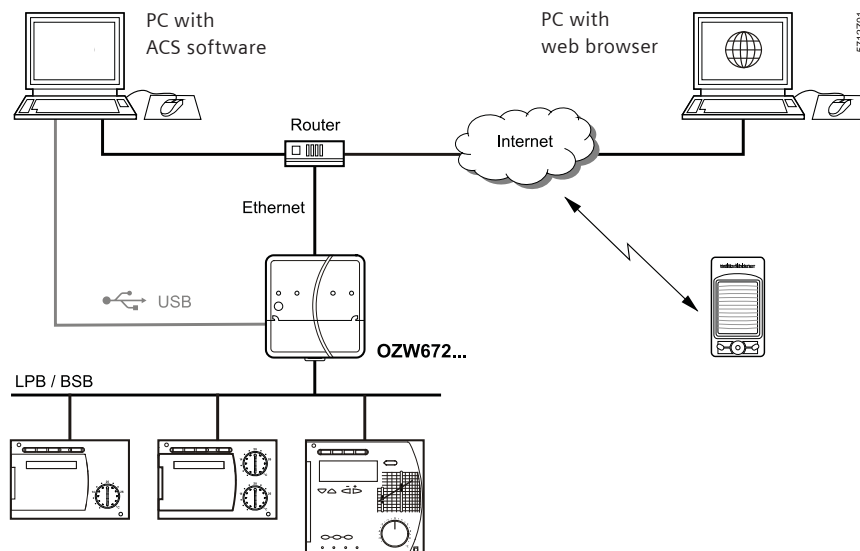 PC with
ACS software
PC with
web browser
Router
Internet
Ethernet
USB
OZW672...
LPB / BSB